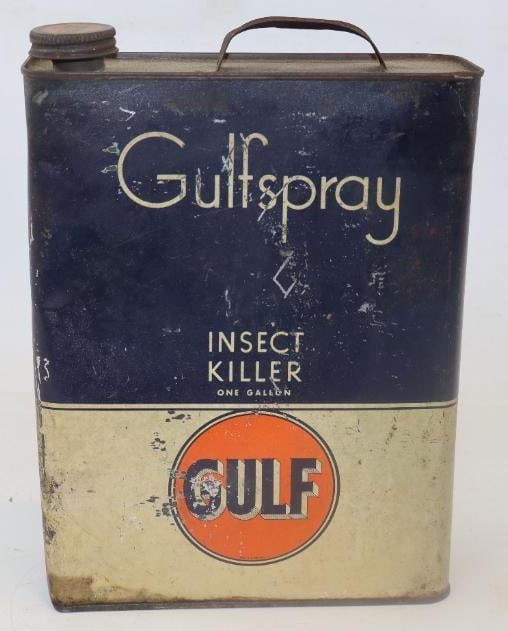 Gulfspray
INSECT
KILLER
ONE GALLON
GULF